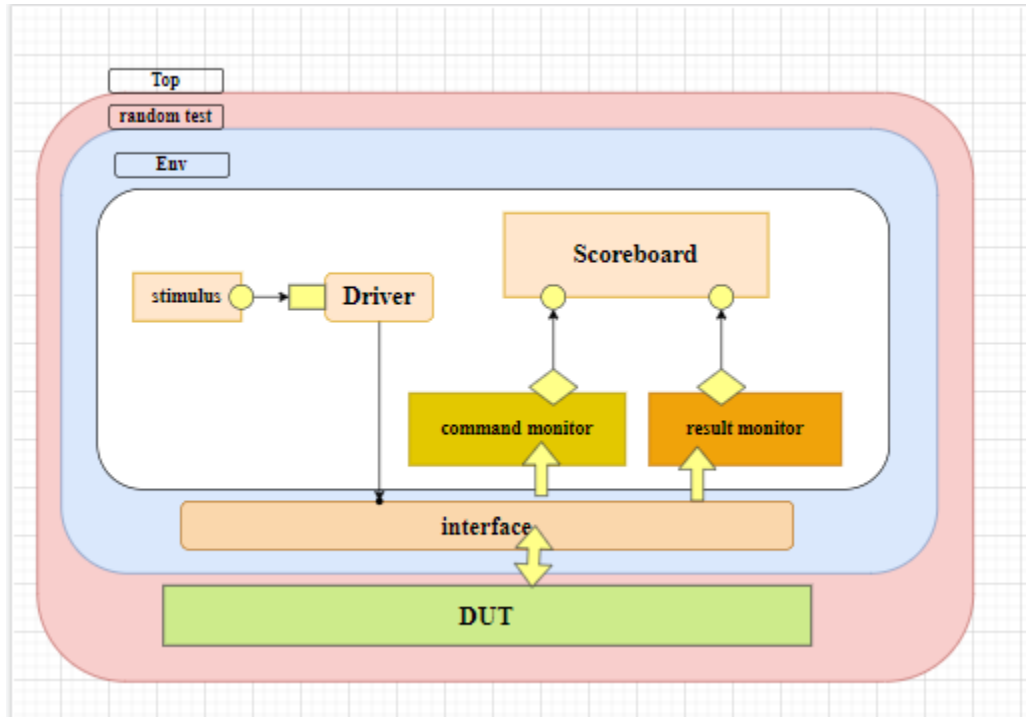 Top
random test
Env
Scoreboard
stimulus
Driver
command monitor
result monitor
interface
DUT